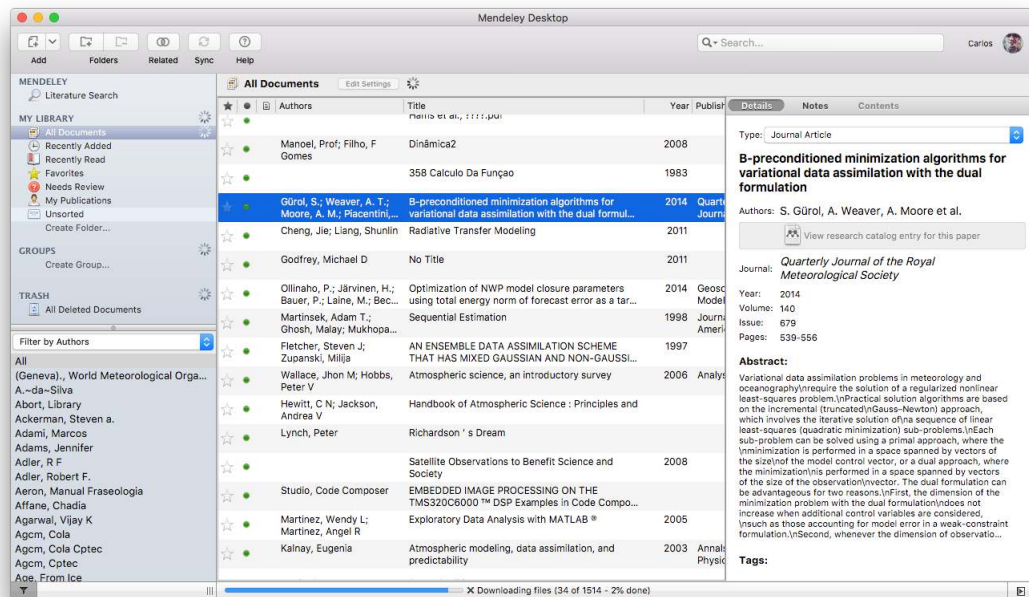 Mendeley Desktop
Add
Folders
Related
Sync
Help
Search...
Carlos
MENDELEY
Literature Search
MY LIBRARY
All Documents
Recently Added
Recently Read
Favorites
Needs Review
My Publications
Unsorted
Create Folder...
GROUPS
Create Group...
TRASH
All Deleted Documents
Filter by Authors
All
(Geneva)., World Meteorological Orga...
A.~da~Silva
Abort, Library
Ackerman, Steven a.
Adami, Marcos
Adams, Jennifer
Adler, R F
Adler, Robert F.
Aeron, Manual Fraseologia
Affane, Chadia
Agarwal, Vijay K
Agcm, Cola
Agcm, Cola Cptec
Agcm, Cptec
Age, From Ice
All Documents
Edit Settings
Authors Title Year Publish
Harris et al., ????.pdf
Manoel, Prof; Filho, F Dinâmica2 2008
Gomes
358 Calculo Da Funçao 1983
Gürol, S.; Weaver, A. T.; B-preconditioned minimization algorithms for 2014 Quarte
Moore, A. M.; Piacentini,... variational data assimilation with the dual formul... Journa
Cheng, Jie; Liang, Shunlin Radiative Transfer Modeling 2011
Godfrey, Michael D No Title 2011
Ollinaho, P.; Järvinen, H.; Optimization of NWP model closure parameters 2014 Geosc
Bauer, P.; Laine, M.; Bec... using total energy norm of forecast error as a tar... Model
Martinsek, Adam T.; Sequential Estimation 1998 Journa
Ghosh, Malay; Mukhopa... Ameri
Fletcher, Steven J; AN ENSEMBLE DATA ASSIMILATION SCHEME 1997
Zupanski, Milija THAT HAS MIXED GAUSSIAN AND NON-GAUSSI...
Wallace, Jhon M; Hobbs, Atmospheric science, an introductory survey 2006 Analys
Peter V
Hewitt, C N; Jackson, Handbook of Atmospheric Science : Principles and
Andrea V
Lynch, Peter Richardson ' s Dream
Satellite Observations to Benefit Science and 2008
Society
Studio, Code Composer EMBEDDED IMAGE PROCESSING ON THE
TMS320C6000 ™ DSP Examples in Code Compo...
Martinez, Wendy L; Exploratory Data Analysis with MATLAB ® 2005
Martinez, Angel R
Kalnay, Eugenia Atmospheric modeling, data assimilation, and 2003 Annals
predictability Physic
Details Notes Contents
Type: Journal Article
B-preconditioned minimization algorithms for
variational data assimilation with the dual
formulation
Authors: S. Gürol, A. Weaver, A. Moore et al.
View research catalog entry for this paper
Journal: Quarterly Journal of the Royal
Meteorological Society
Year: 2014
Volume: 140
Issue: 679
Pages: 539-556
Abstract:
Variational data assimilation problems in meteorology and
oceanography\nrequire the solution of a regularized nonlinear
least-squares problem.\nPractical solution algorithms are based
on the incremental (truncated\nGauss–Newton) approach,
which involves the iterative solution of\na sequence of linear
least-squares (quadratic minimization) sub-problems.\nEach
sub-problem can be solved using a primal approach, where the
\nminimization is performed in a space spanned by vectors of
the size\nof the model control vector, or a dual approach, where
the minimization\nis performed in a space spanned by vectors
of the size of the observation\nvector. The dual formulation can
be advantageous for two reasons.\nFirst, the dimension of the
minimization problem with the dual formulation\ndoes not
increase when additional control variables are considered,
\nsuch as those accounting for model error in a weak-constraint
formulation.\nSecond, whenever the dimension of observatio...
Tags:
Downloading files (34 of 1514 - 2% done)